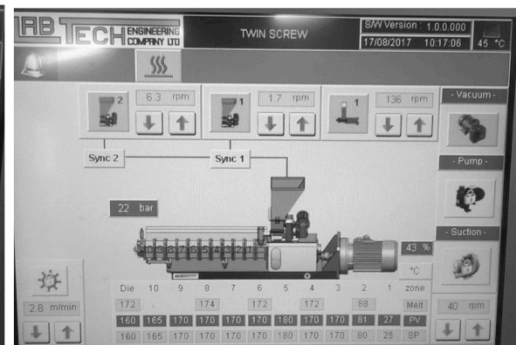 LAB TECH ENGINEERING COMPANY LTD
TWIN SCREW
S/W Version : 1.0.0.000
17/08/2017 10:17:06
45 °C
2 6.3 rpm
1 1.7 rpm
1 136 rpm
- Vacuum -
Sync 2
Sync 1
- Pump -
22 bar
43 %
- Suction -
°C
Die 10 9 8 7 6 5 4 3 2 1 zone
172 174 172 172 88 Melt
160 165 170 170 170 170 180 170 170 81 27 PV
160 165 170 170 170 170 180 170 170 80 25 SP
2.8 m/min
40 rpm